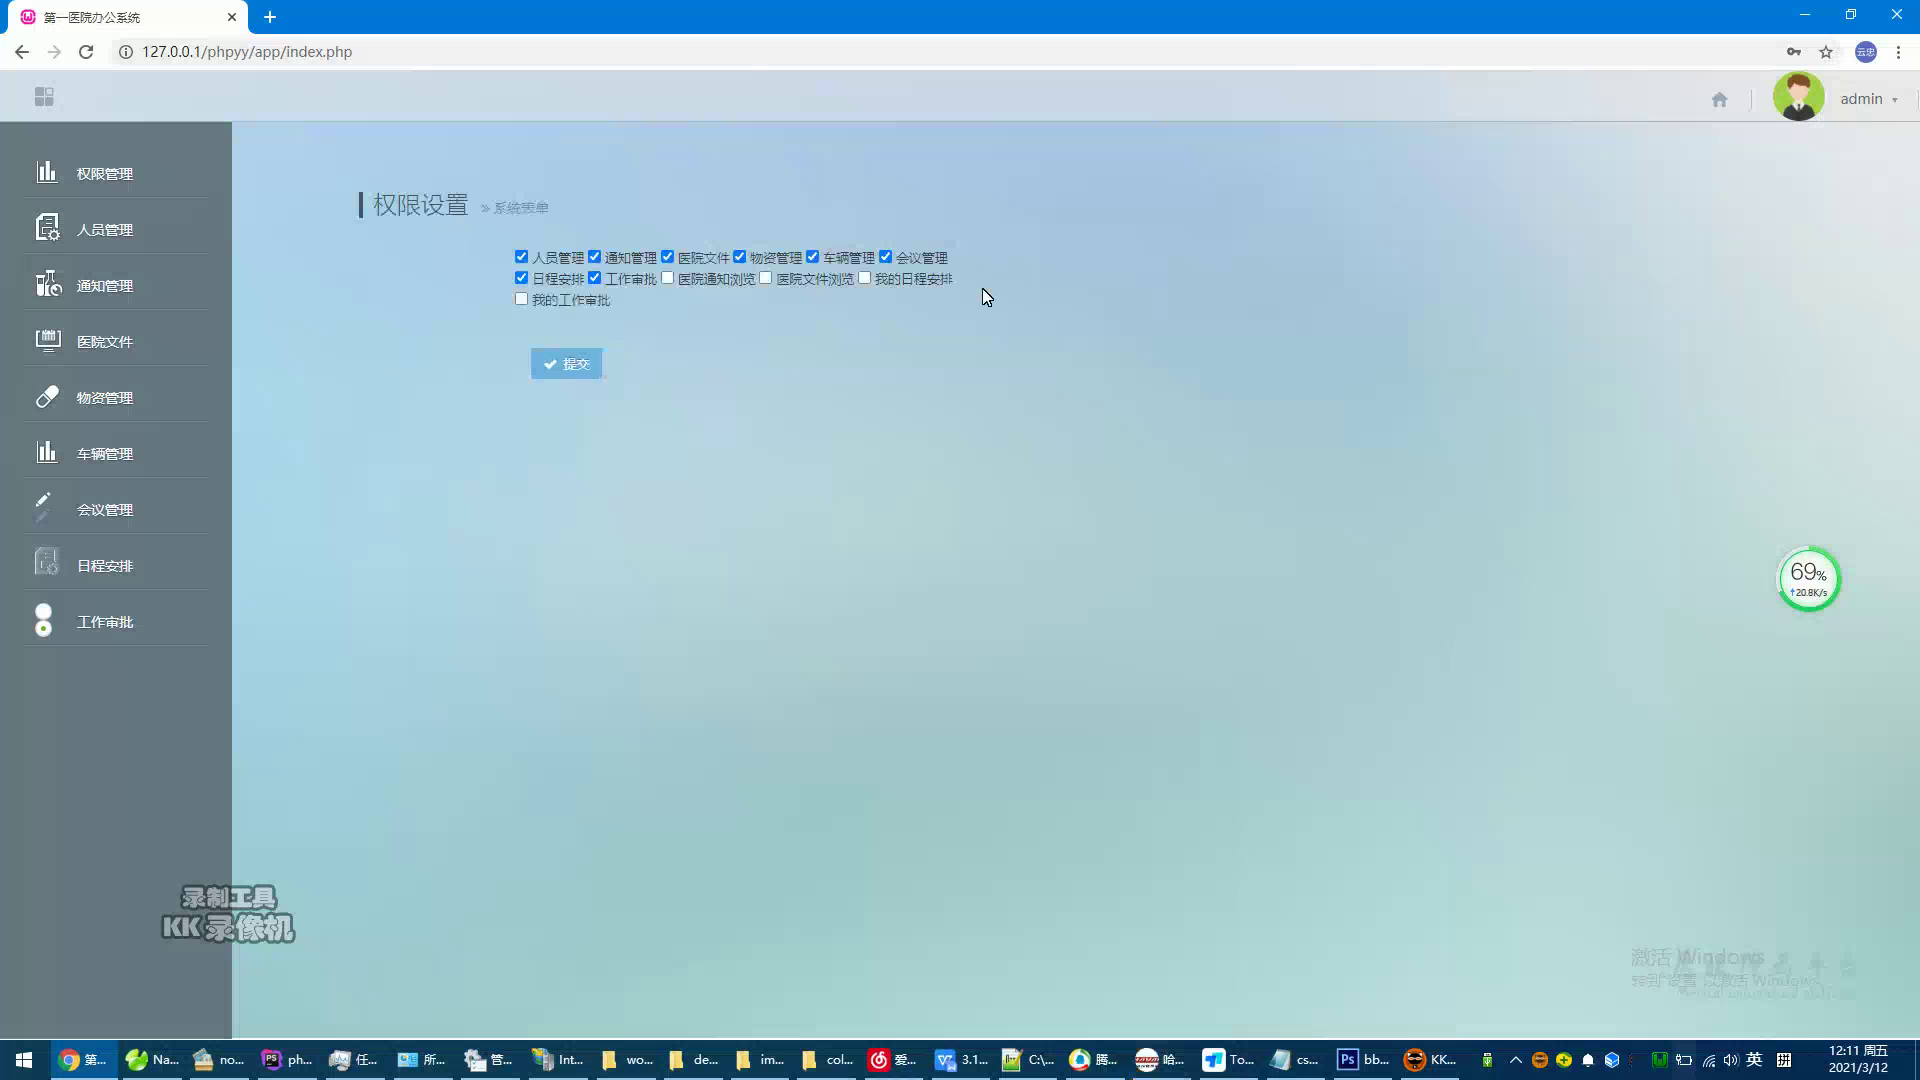 第一医院办公系统
127.0.0.1/phpyy/app/index.php
云忠
admin
权限管理
人员管理
通知管理
医院文件
物资管理
车辆管理
会议管理
日程安排
工作审批
权限设置 » 系统表单
人员管理 通知管理 医院文件 物资管理 车辆管理 会议管理
日程安排 工作审批 医院通知浏览 医院文件浏览 我的日程安排
我的工作审批
提交
69%
↑20.8K/s
录制工具
KK 录像机
激活 Windows
转到"设置"以激活 Windows。
第... Na... no... ph... 任... 所... 管... Int... wo... de... im... col... 爱... 3.1... C:\... 腾... 哈... To... cs... bb... KK... 英
12:11 周五
2021/3/12